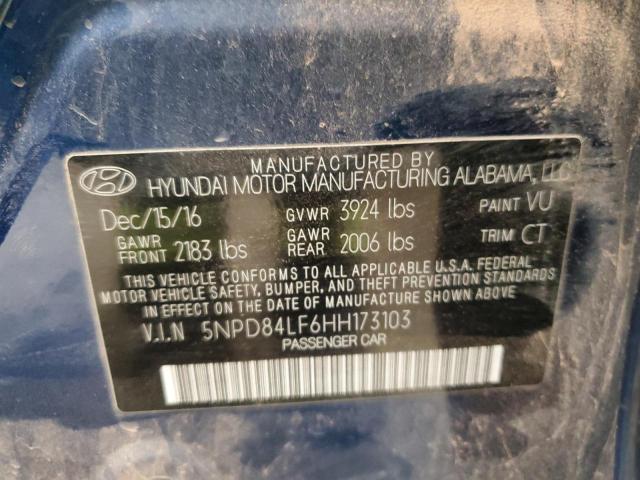 MANUFACTURED BY
HYUNDAI MOTOR MANUFACTURING ALABAMA, LLC
Dec/15/16 GVWR 3924 lbs PAINT VU
GAWR FRONT 2183 lbs GAWR REAR 2006 lbs TRIM CT
THIS VEHICLE CONFORMS TO ALL APPLICABLE U.S.A. FEDERAL
MOTOR VEHICLE SAFETY, BUMPER, AND THEFT PREVENTION STANDARDS
IN EFFECT ON THE DATE OF MANUFACTURE SHOWN ABOVE.
V.I.N 5NPD84LF6HH173103
PASSENGER CAR